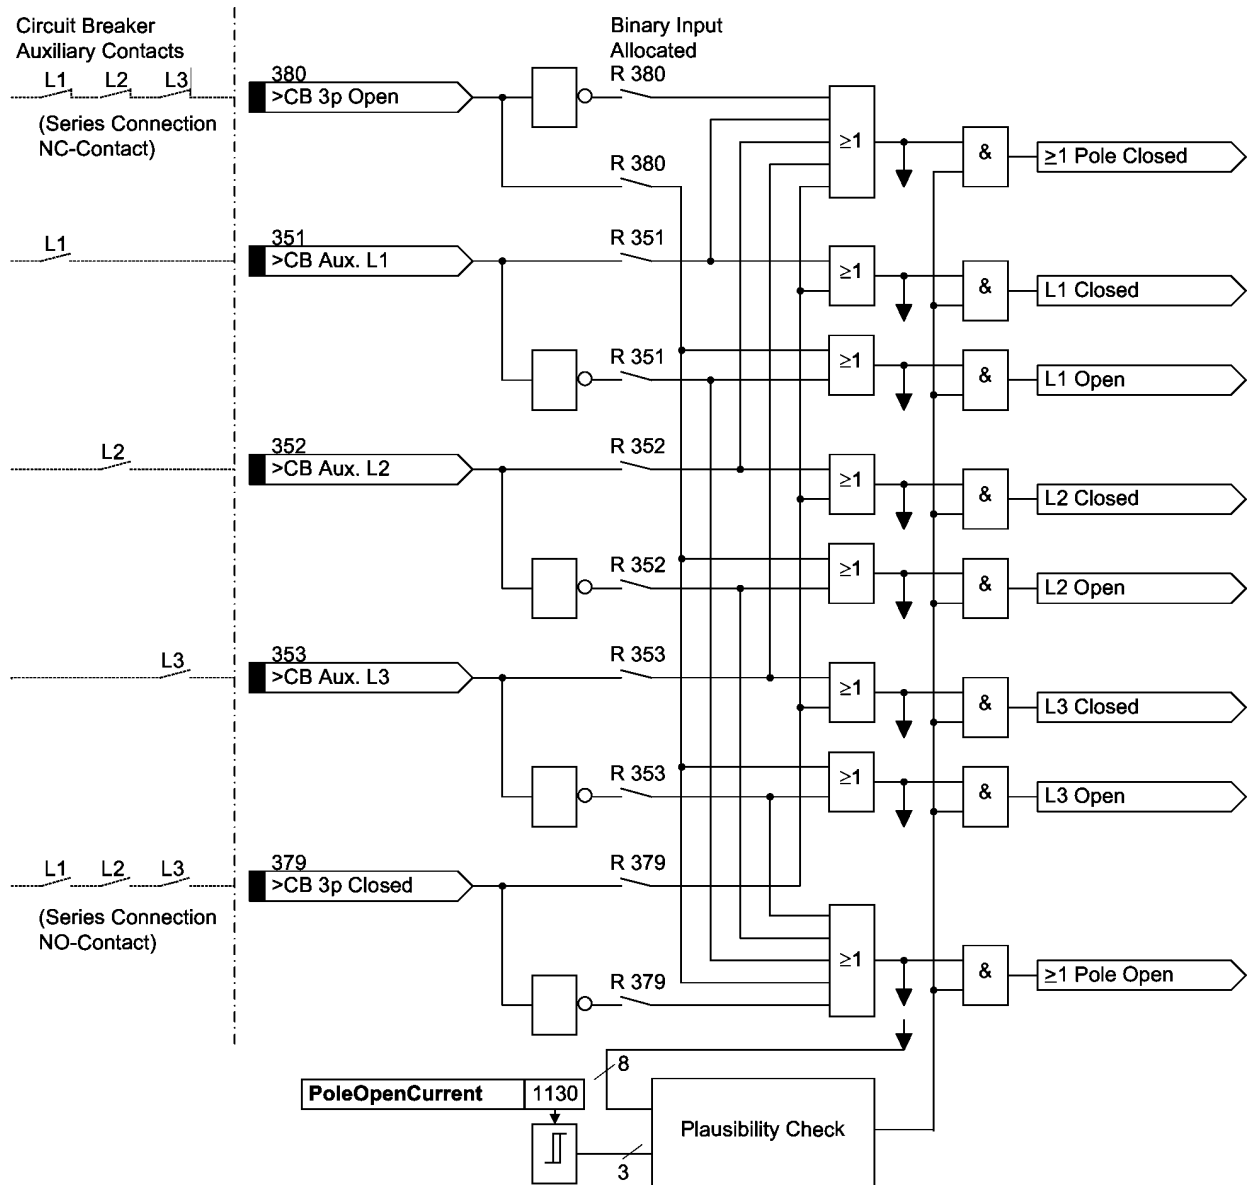 Circuit Breaker
Auxiliary Contacts
Binary Input
Allocated
L1 L2 L3
380
>CB 3p Open
R 380
(Series Connection
NC-Contact)
≥1
&
≥1 Pole Closed
R 380
L1
351
>CB Aux. L1
R 351
≥1
&
L1 Closed
R 351
≥1
&
L1 Open
L2
352
>CB Aux. L2
R 352
≥1
&
L2 Closed
R 352
≥1
&
L2 Open
L3
353
>CB Aux. L3
R 353
≥1
&
L3 Closed
R 353
≥1
&
L3 Open
L1 L2 L3
379
>CB 3p Closed
R 379
(Series Connection
NO-Contact)
≥1
&
≥1 Pole Open
R 379
8
PoleOpenCurrent 1130
Plausibility Check
3